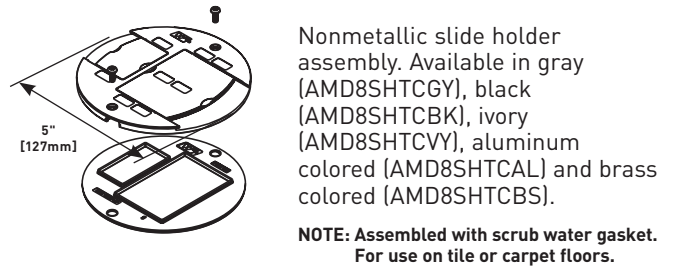 5"
[127mm]
Nonmetallic slide holder
assembly. Available in gray
(AMD8SHTCGY), black
(AMD8SHTCBK), ivory
(AMD8SHTCVY), aluminum
colored (AMD8SHTCAL) and brass
colored (AMD8SHTCBS).
NOTE: Assembled with scrub water gasket.
For use on tile or carpet floors.